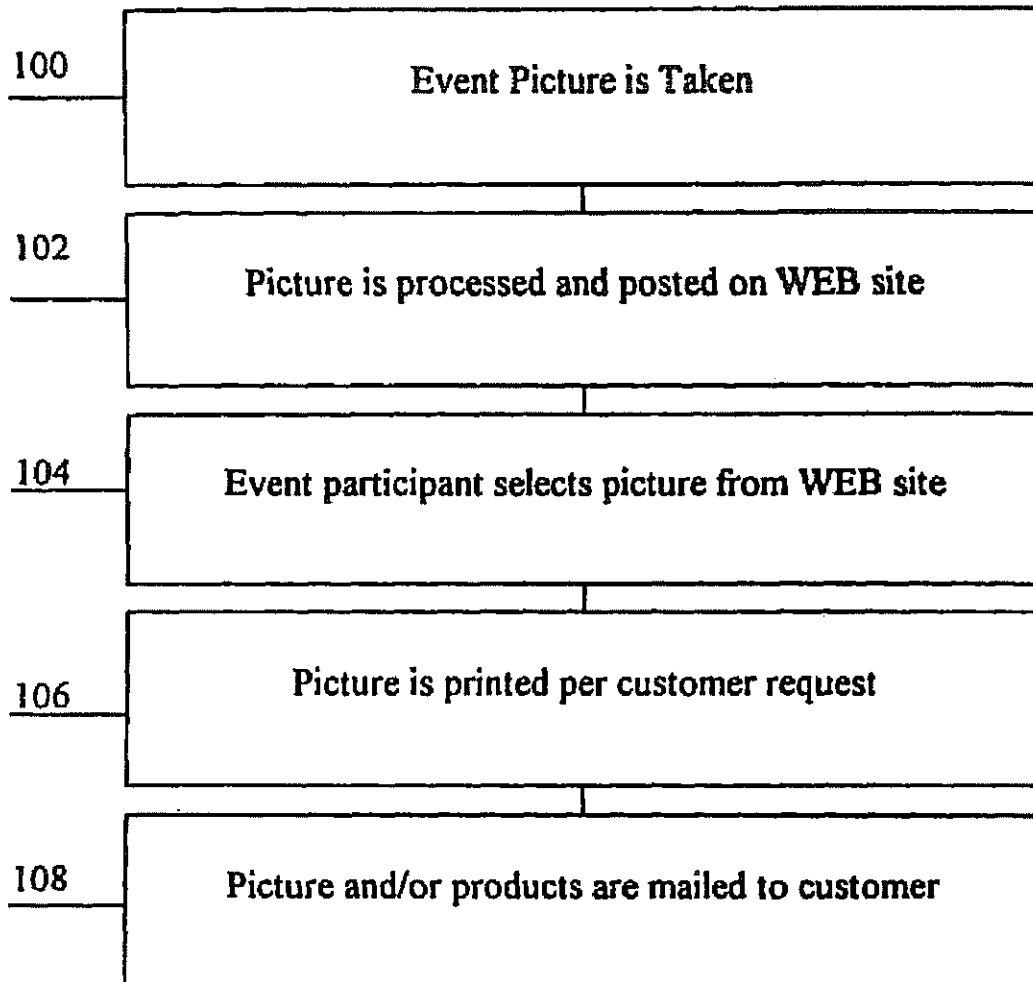 100
Event Picture is Taken
102
Picture is processed and posted on WEB site
104
Event participant selects picture from WEB site
106
Picture is printed per customer request
108
Picture and/or products are mailed to customer